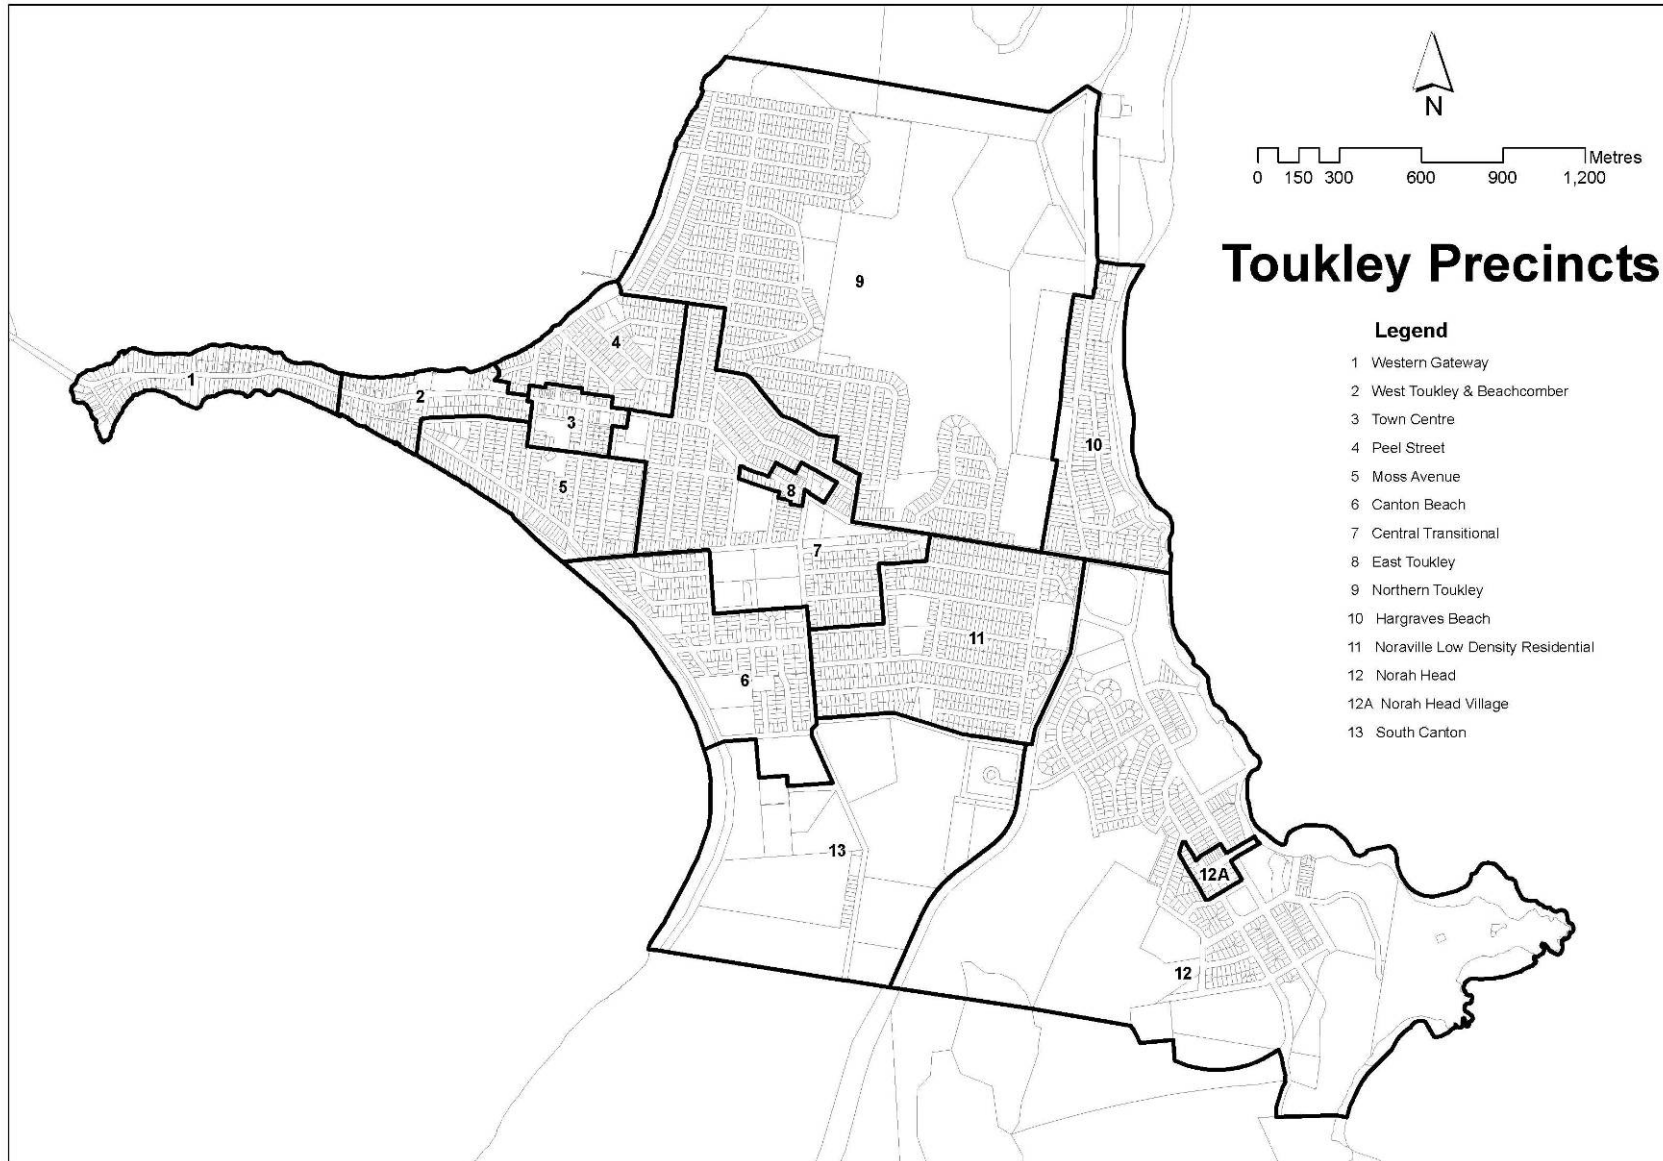 N
Metres
0 150 300 600 900 1,200
Toukley Precincts
Legend
1 Western Gateway
2 West Toukley & Beachcomber
3 Town Centre
4 Peel Street
5 Moss Avenue
6 Canton Beach
7 Central Transitional
8 East Toukley
9 Northern Toukley
10 Hargraves Beach
11 Noraville Low Density Residential
12 Norah Head
12A Norah Head Village
13 South Canton
9
4
1
2
3
10
5
8
7
11
6
13
12A
12